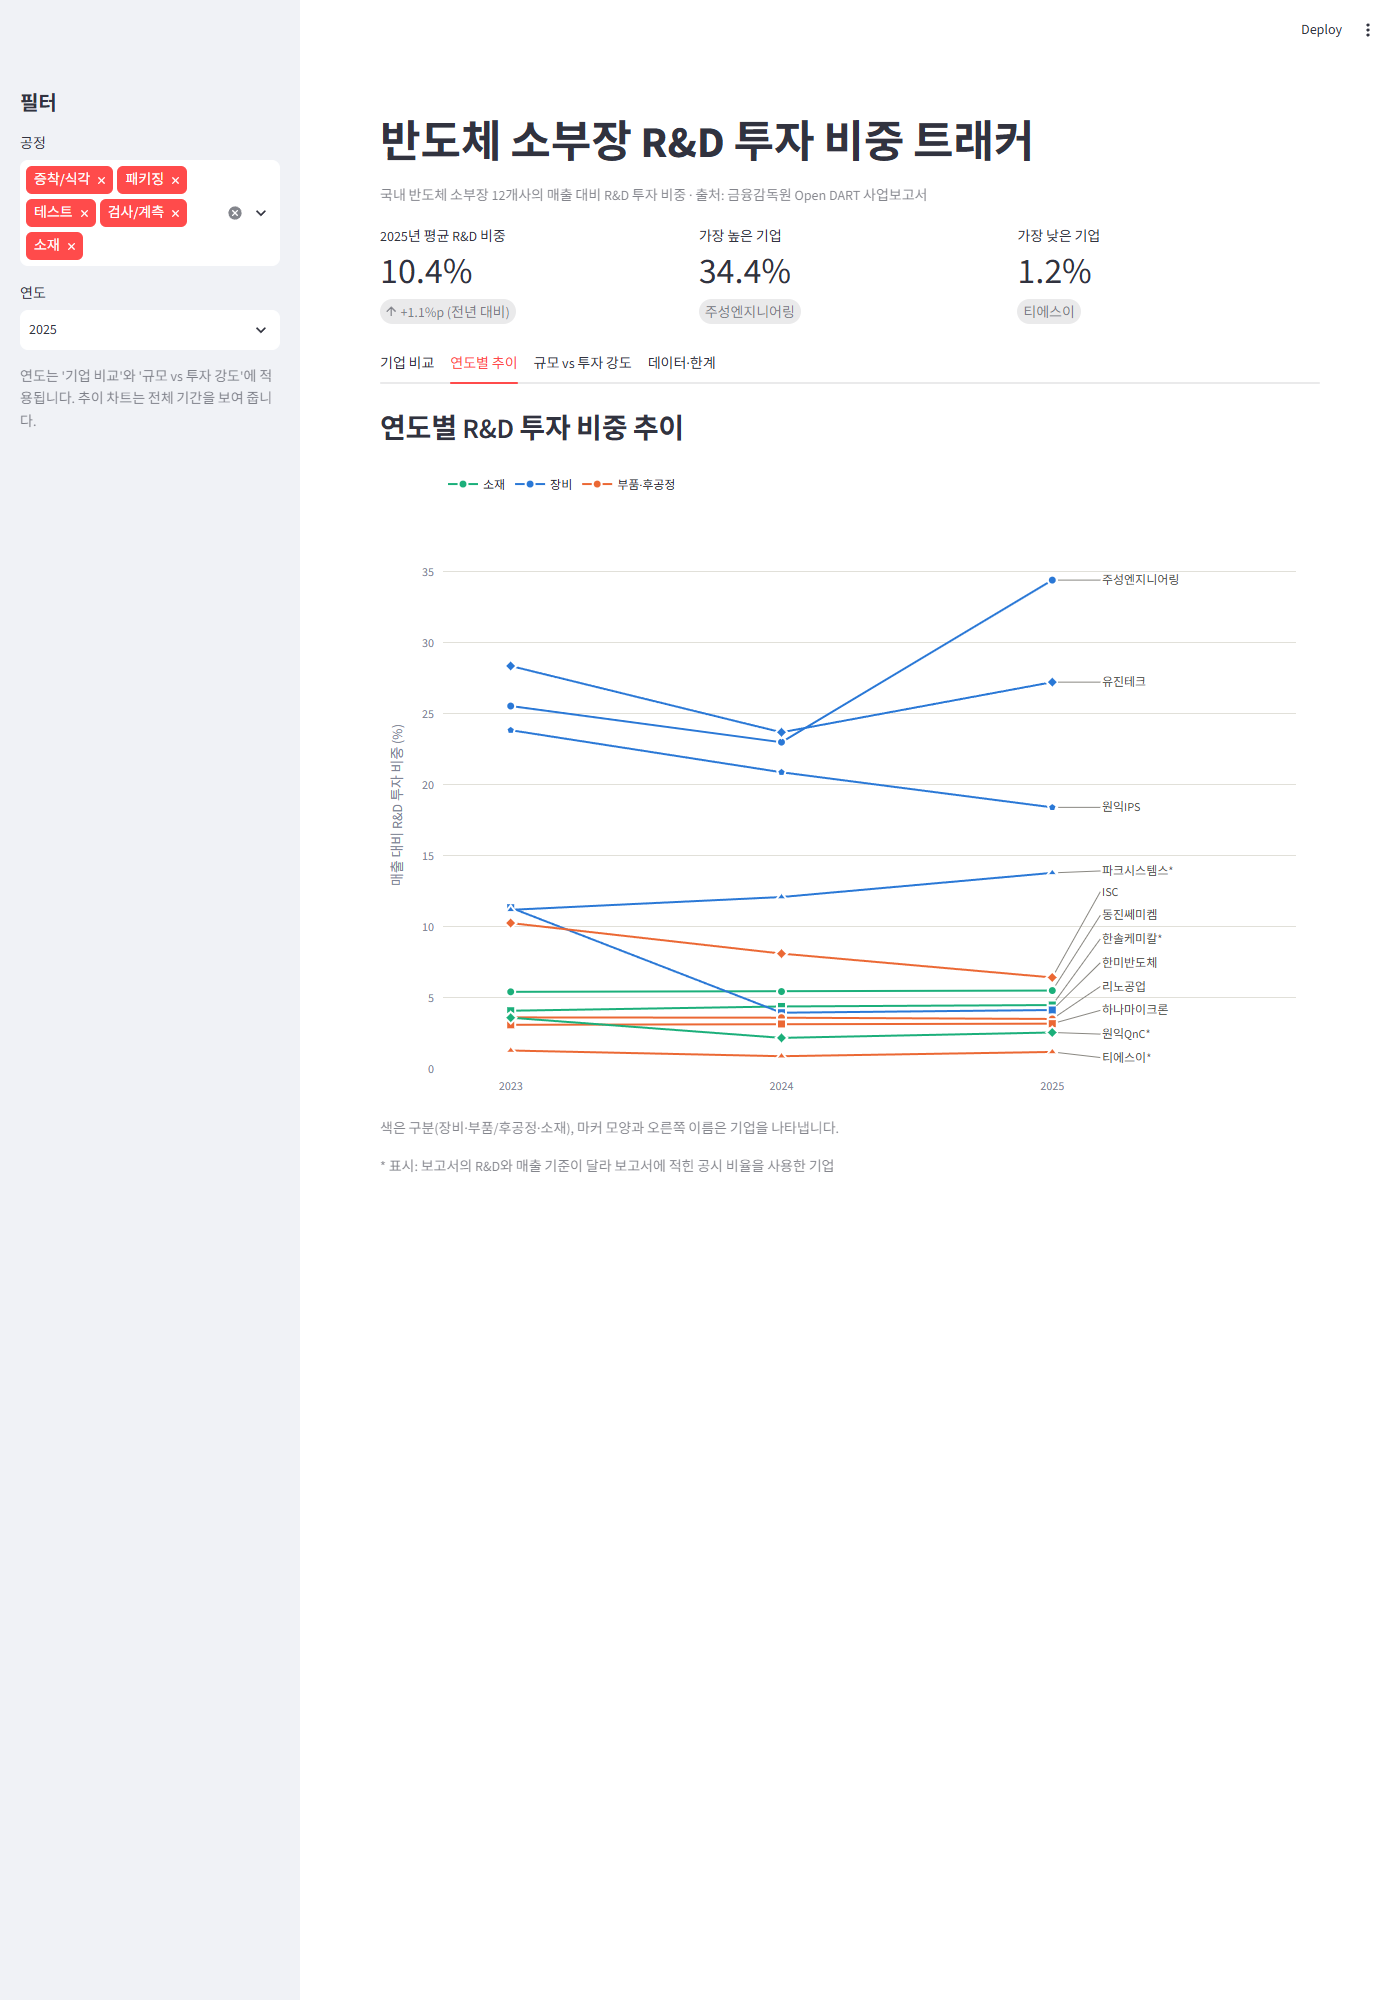 Deploy
필터
공정
증착/식각
패키징
테스트
검사/계측
소재
연도
2025
연도는 '기업 비교'와 '규모 vs 투자 강도'에 적
용됩니다. 추이 차트는 전체 기간을 보여 줍니
다.
반도체 소부장 R&D 투자 비중 트래커
국내 반도체 소부장 12개사의 매출 대비 R&D 투자 비중 · 출처: 금융감독원 Open DART 사업보고서
2025년 평균 R&D 비중
10.4%
↑ +1.1%p (전년 대비)
가장 높은 기업
34.4%
주성엔지니어링
가장 낮은 기업
1.2%
티에스이
기업 비교 연도별 추이 규모 vs 투자 강도 데이터·한계
연도별 R&D 투자 비중 추이
소재 장비 부품·후공정
매출 대비 R&D 투자 비중 (%)
35
30
25
20
15
10
5
0
주성엔지니어링
유진테크
원익IPS
파크시스템스*
ISC
동진쎄미켐
한솔케미칼*
한미반도체
리노공업
하나마이크론
원익QnC*
티에스이*
2023 2024 2025
색은 구분(장비·부품/후공정·소재), 마커 모양과 오른쪽 이름은 기업을 나타냅니다.
* 표시: 보고서의 R&D와 매출 기준이 달라 보고서에 적힌 공시 비율을 사용한 기업